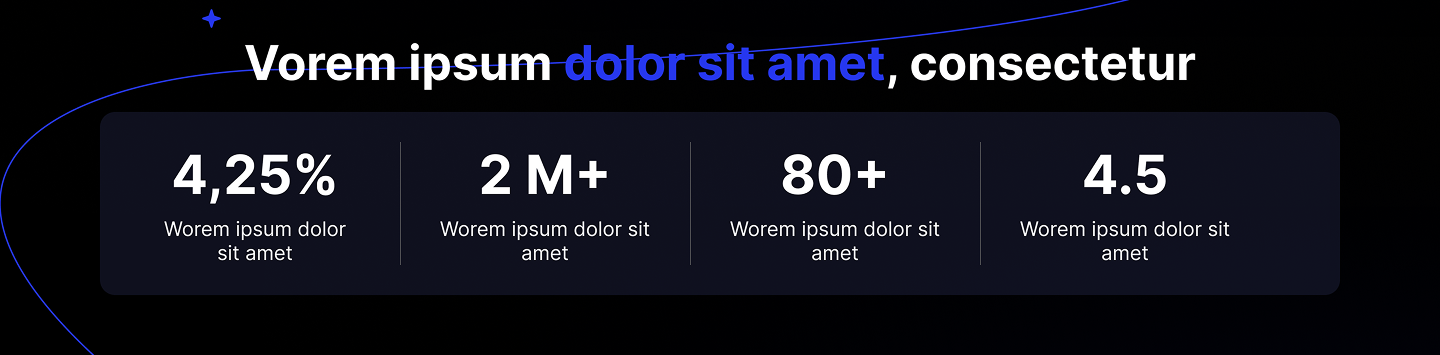 Vorem ipsum dolor sit amet, consectetur
4,25%
Worem ipsum dolor
sit amet
2 M+
Worem ipsum dolor sit
amet
80+
Worem ipsum dolor sit
amet
4.5
Worem ipsum dolor sit
amet